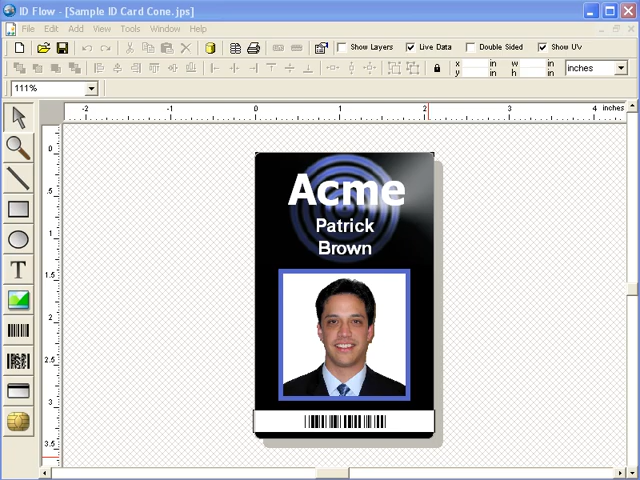 ID Flow - [Sample ID Card Cone.jps]
File Edit Add View Tools Window Help
Show Layers Live Data Double Sided Show UV
x in w in inches
y in h in
111%
-2 -1 0 1 2 3 4 inches
0
.5
1
1.5
2
2.5
3
3.5
T
Acme
Patrick
Brown